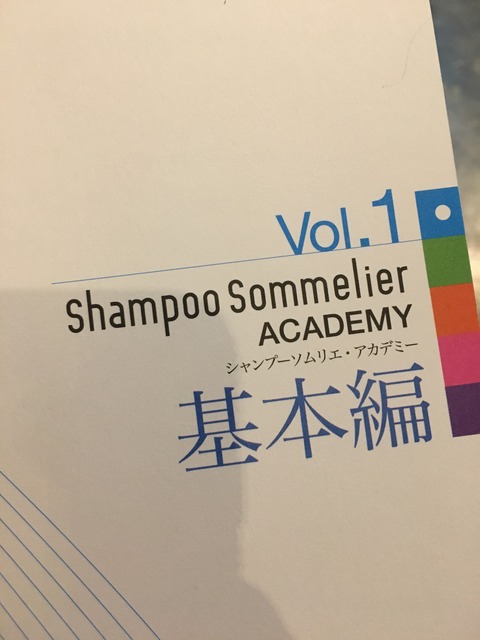 Vol.1
Shampoo Sommelier
ACADEMY
シャンプーソムリエ・アカデミー
基本編